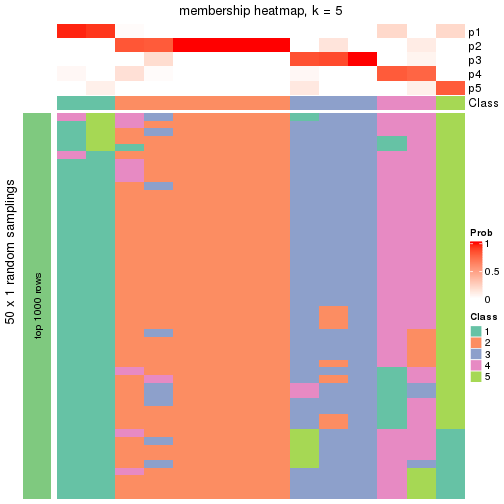 membership heatmap, k = 5
p1
p2
p3
p4
p5
Class
50 x 1 random samplings
top 1000 rows
Prob
1
0.5
0
Class
1
2
3
4
5